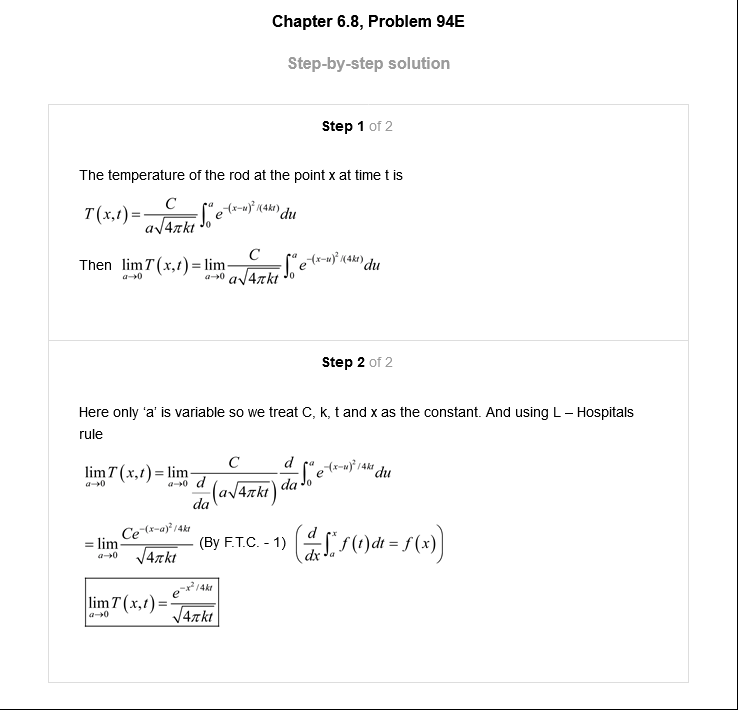 Chapter 6.8, Problem 94E
Step-by-step solution
Step 1 of 2
The temperature of the rod at the point x at time t is
T(x,t) = \frac{C}{a\sqrt{4\pi kt}} \int_0^a e^{-(x-u)^2/(4kt)} du
Then \lim_{a \to 0} T(x,t) = \lim_{a \to 0} \frac{C}{a\sqrt{4\pi kt}} \int_0^a e^{-(x-u)^2/(4kt)} du
Step 2 of 2
Here only ‘a’ is variable so we treat C, k, t and x as the constant. And using L – Hospitals
rule
\lim_{a \to 0} T(x,t) = \lim_{a \to 0} \frac{C}{\frac{d}{da}(a\sqrt{4\pi kt})} \frac{d}{da} \int_0^a e^{-(x-u)^2/4kt} du
= \lim_{a \to 0} \frac{Ce^{-(x-a)^2/4kt}}{\sqrt{4\pi kt}} (By F.T.C. - 1) \left( \frac{d}{dx} \int_a^x f(t) dt = f(x) \right)
\lim_{a \to 0} T(x,t) = \frac{e^{-x^2/4kt}}{\sqrt{4\pi kt}}